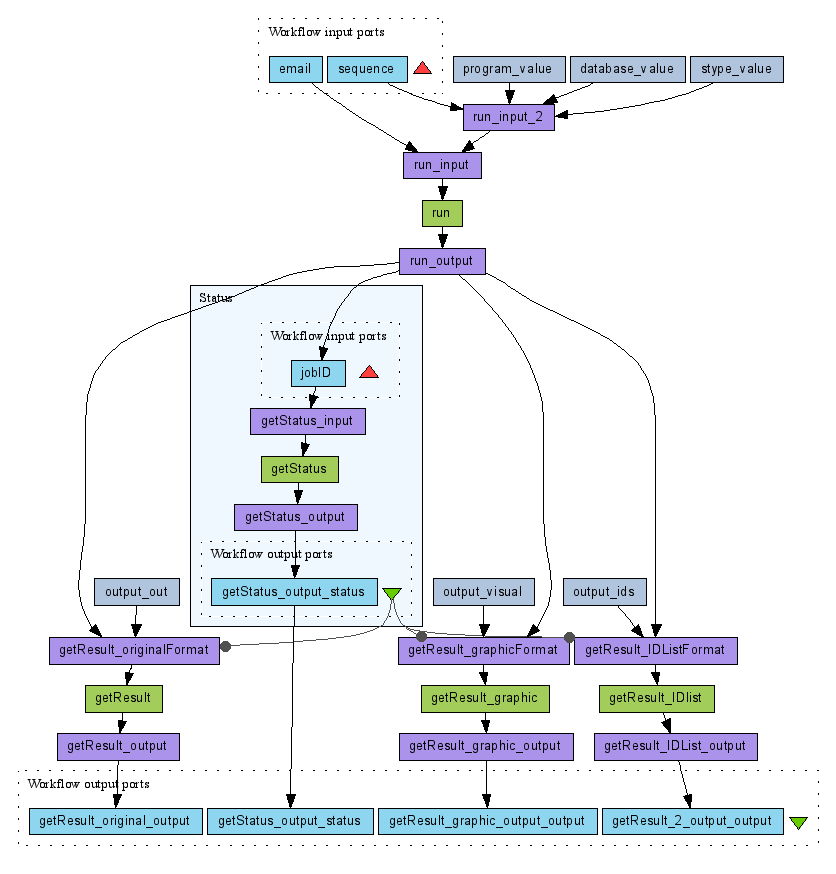 Workflow input ports
email
sequence
program_value
database_value
stype_value
run_input_2
run_input
run
run_output
Status
Workflow input ports
jobID
getStatus_input
getStatus
getStatus_output
Workflow output ports
getStatus_output_status
output_out
output_visual
output_ids
getResult_originalFormat
getResult_graphicFormat
getResult_IDListFormat
getResult
getResult_graphic
getResult_IDlist
getResult_output
getResult_graphic_output
getResult_IDList_output
Workflow output ports
getResult_original_output
getStatus_output_status
getResult_graphic_output_output
getResult_2_output_output